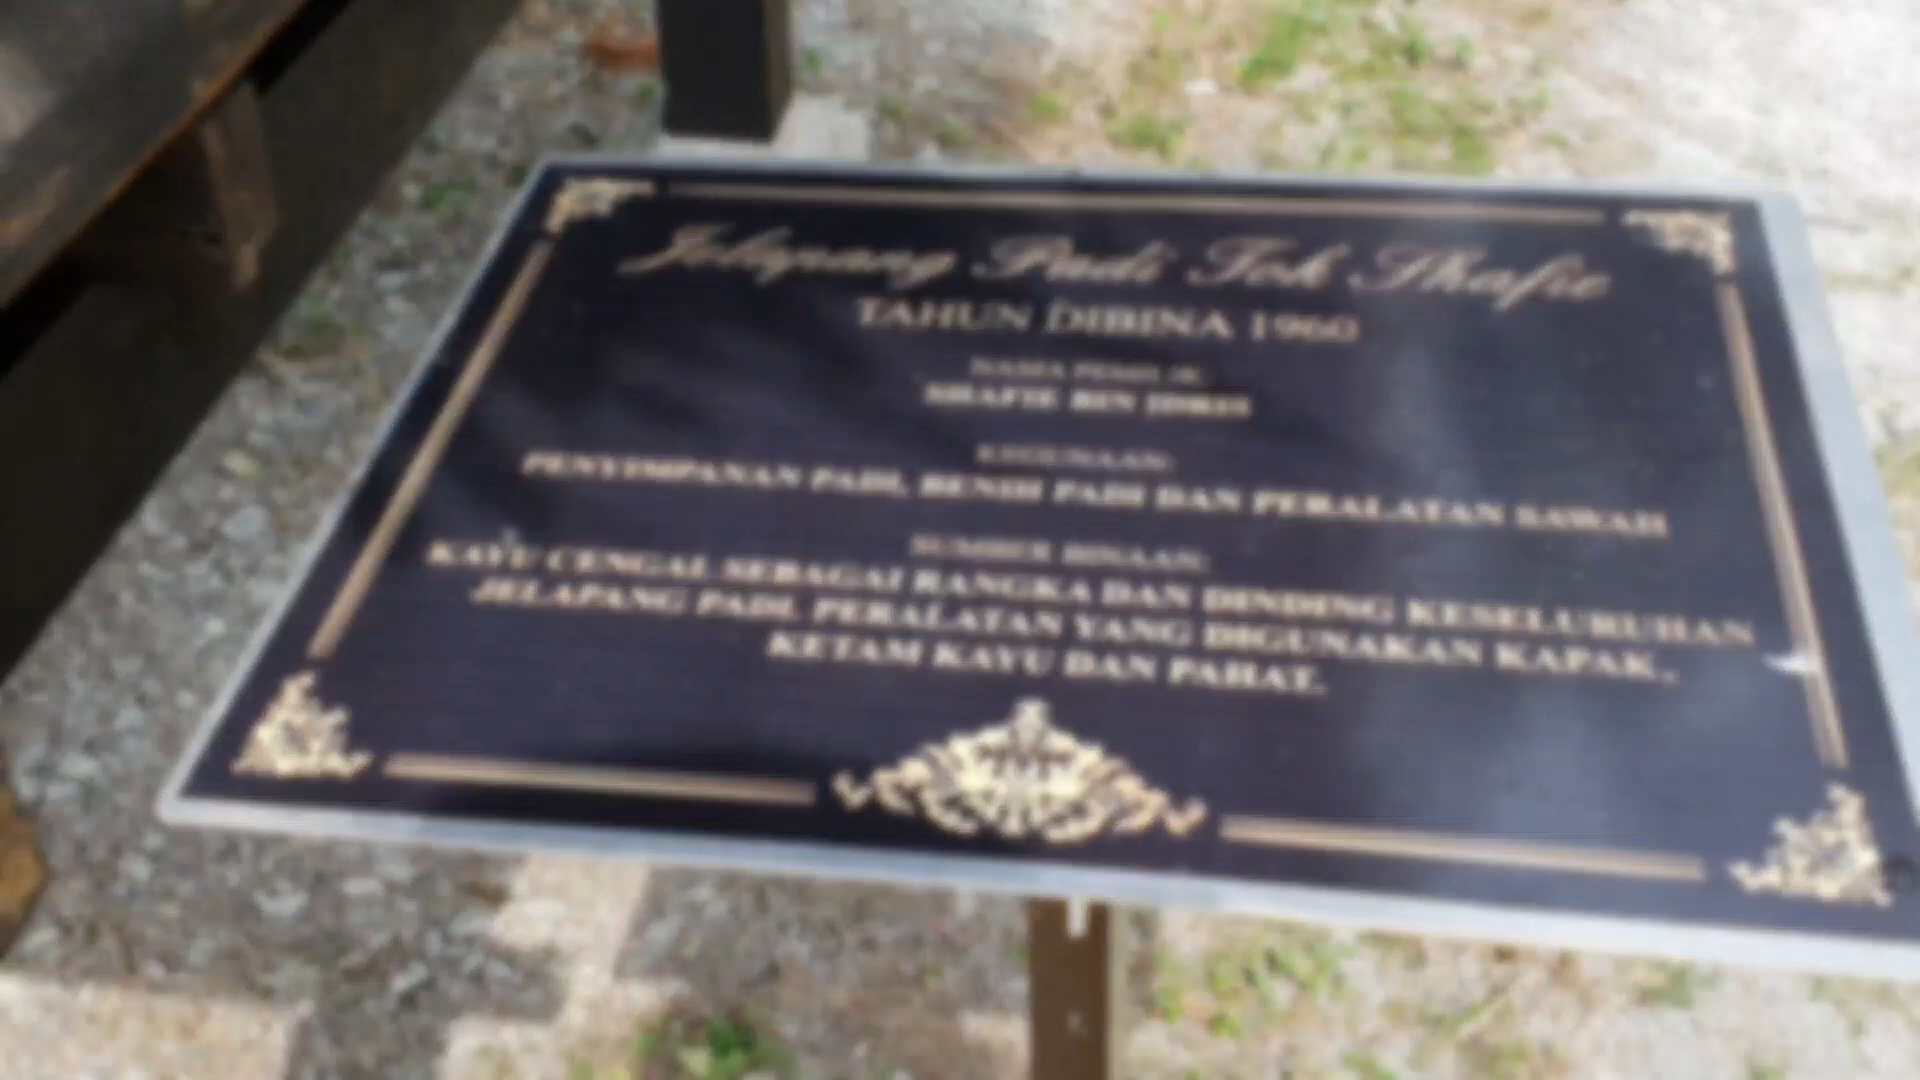 Jelapang Padi Tok Shafie
TAHUN DIBINA 1960
NAMA PEMILIK:
SHAFIE BIN IDRIS
KEGUNAAN:
PENYIMPANAN PADI, BENIH PADI DAN PERALATAN SAWAH
SUMBER BINAAN:
KAYU CENGAL SEBAGAI RANGKA DAN DINDING KESELURUHAN
JELAPANG PADI. PERALATAN YANG DIGUNAKAN KAPAK,
KETAM KAYU DAN PAHAT.